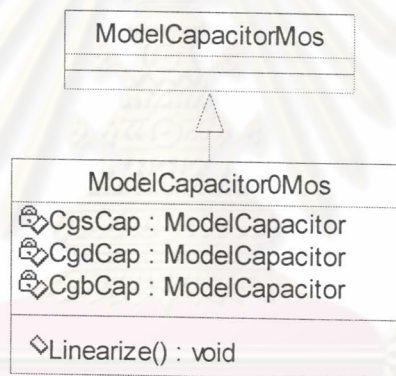 ModelCapacitorMos
ModelCapacitor0Mos
CgsCap : ModelCapacitor
CgdCap : ModelCapacitor
CgbCap : ModelCapacitor
Linearize() : void